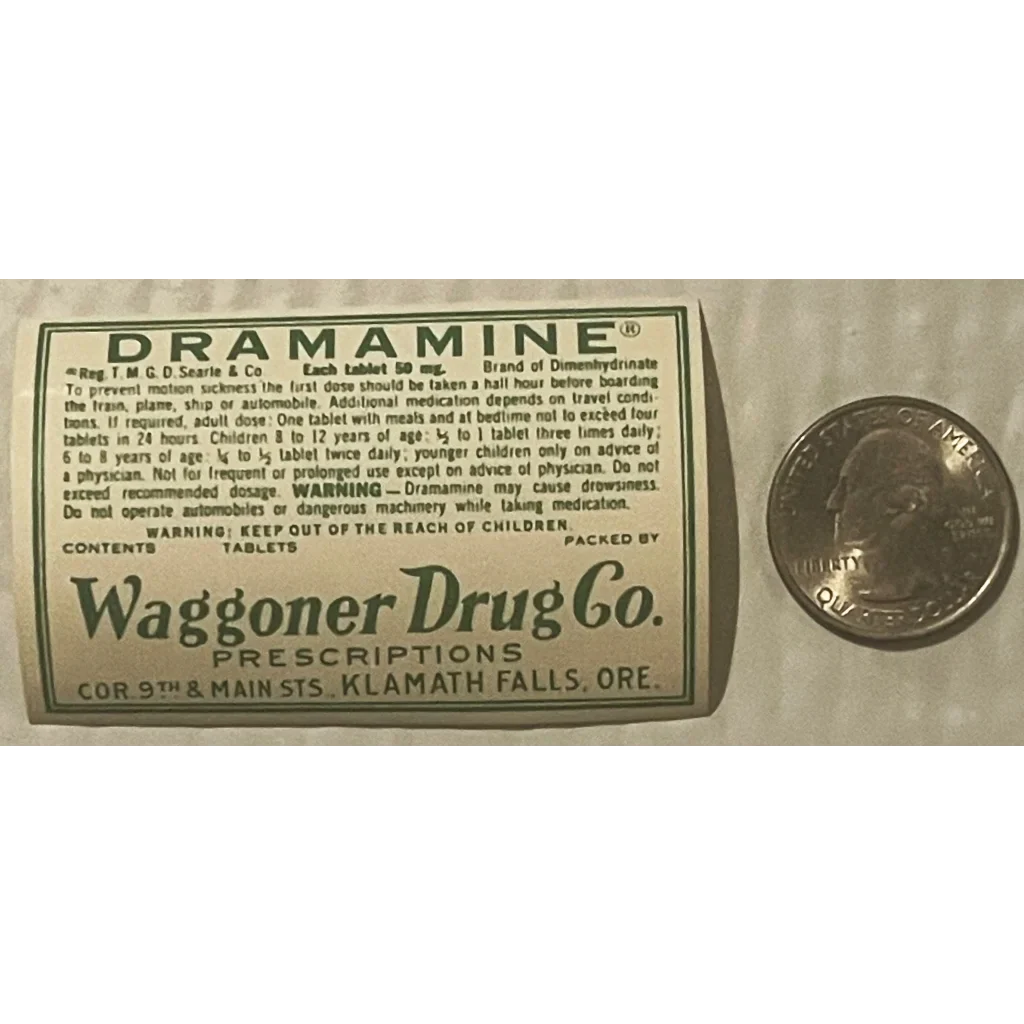 DRAMAMINE®
Reg. T. M. G. D. Searle & Co. Each tablet 50 mg. Brand of Dimenhydrinate
To prevent motion sickness the first dose should be taken a half hour before boarding
the train, plane, ship or automobile. Additional medication depends on travel condi-
tions. If required, adult dose: One tablet with meals and at bedtime not to exceed four
tablets in 24 hours. Children 8 to 12 years of age: ½ to 1 tablet three times daily;
6 to 8 years of age: ¼ to ½ tablet twice daily; younger children only on advice of
a physician. Not for frequent or prolonged use except on advice of physician. Do not
exceed recommended dosage. WARNING — Dramamine may cause drowsiness.
Do not operate automobiles or dangerous machinery while taking medication.
WARNING: KEEP OUT OF THE REACH OF CHILDREN.
CONTENTS TABLETS PACKED BY
Waggoner Drug Co.
PRESCRIPTIONS
COR. 9TH & MAIN STS., KLAMATH FALLS, ORE.
UNITED STATES OF AMERICA
LIBERTY
QUARTER DOLLAR